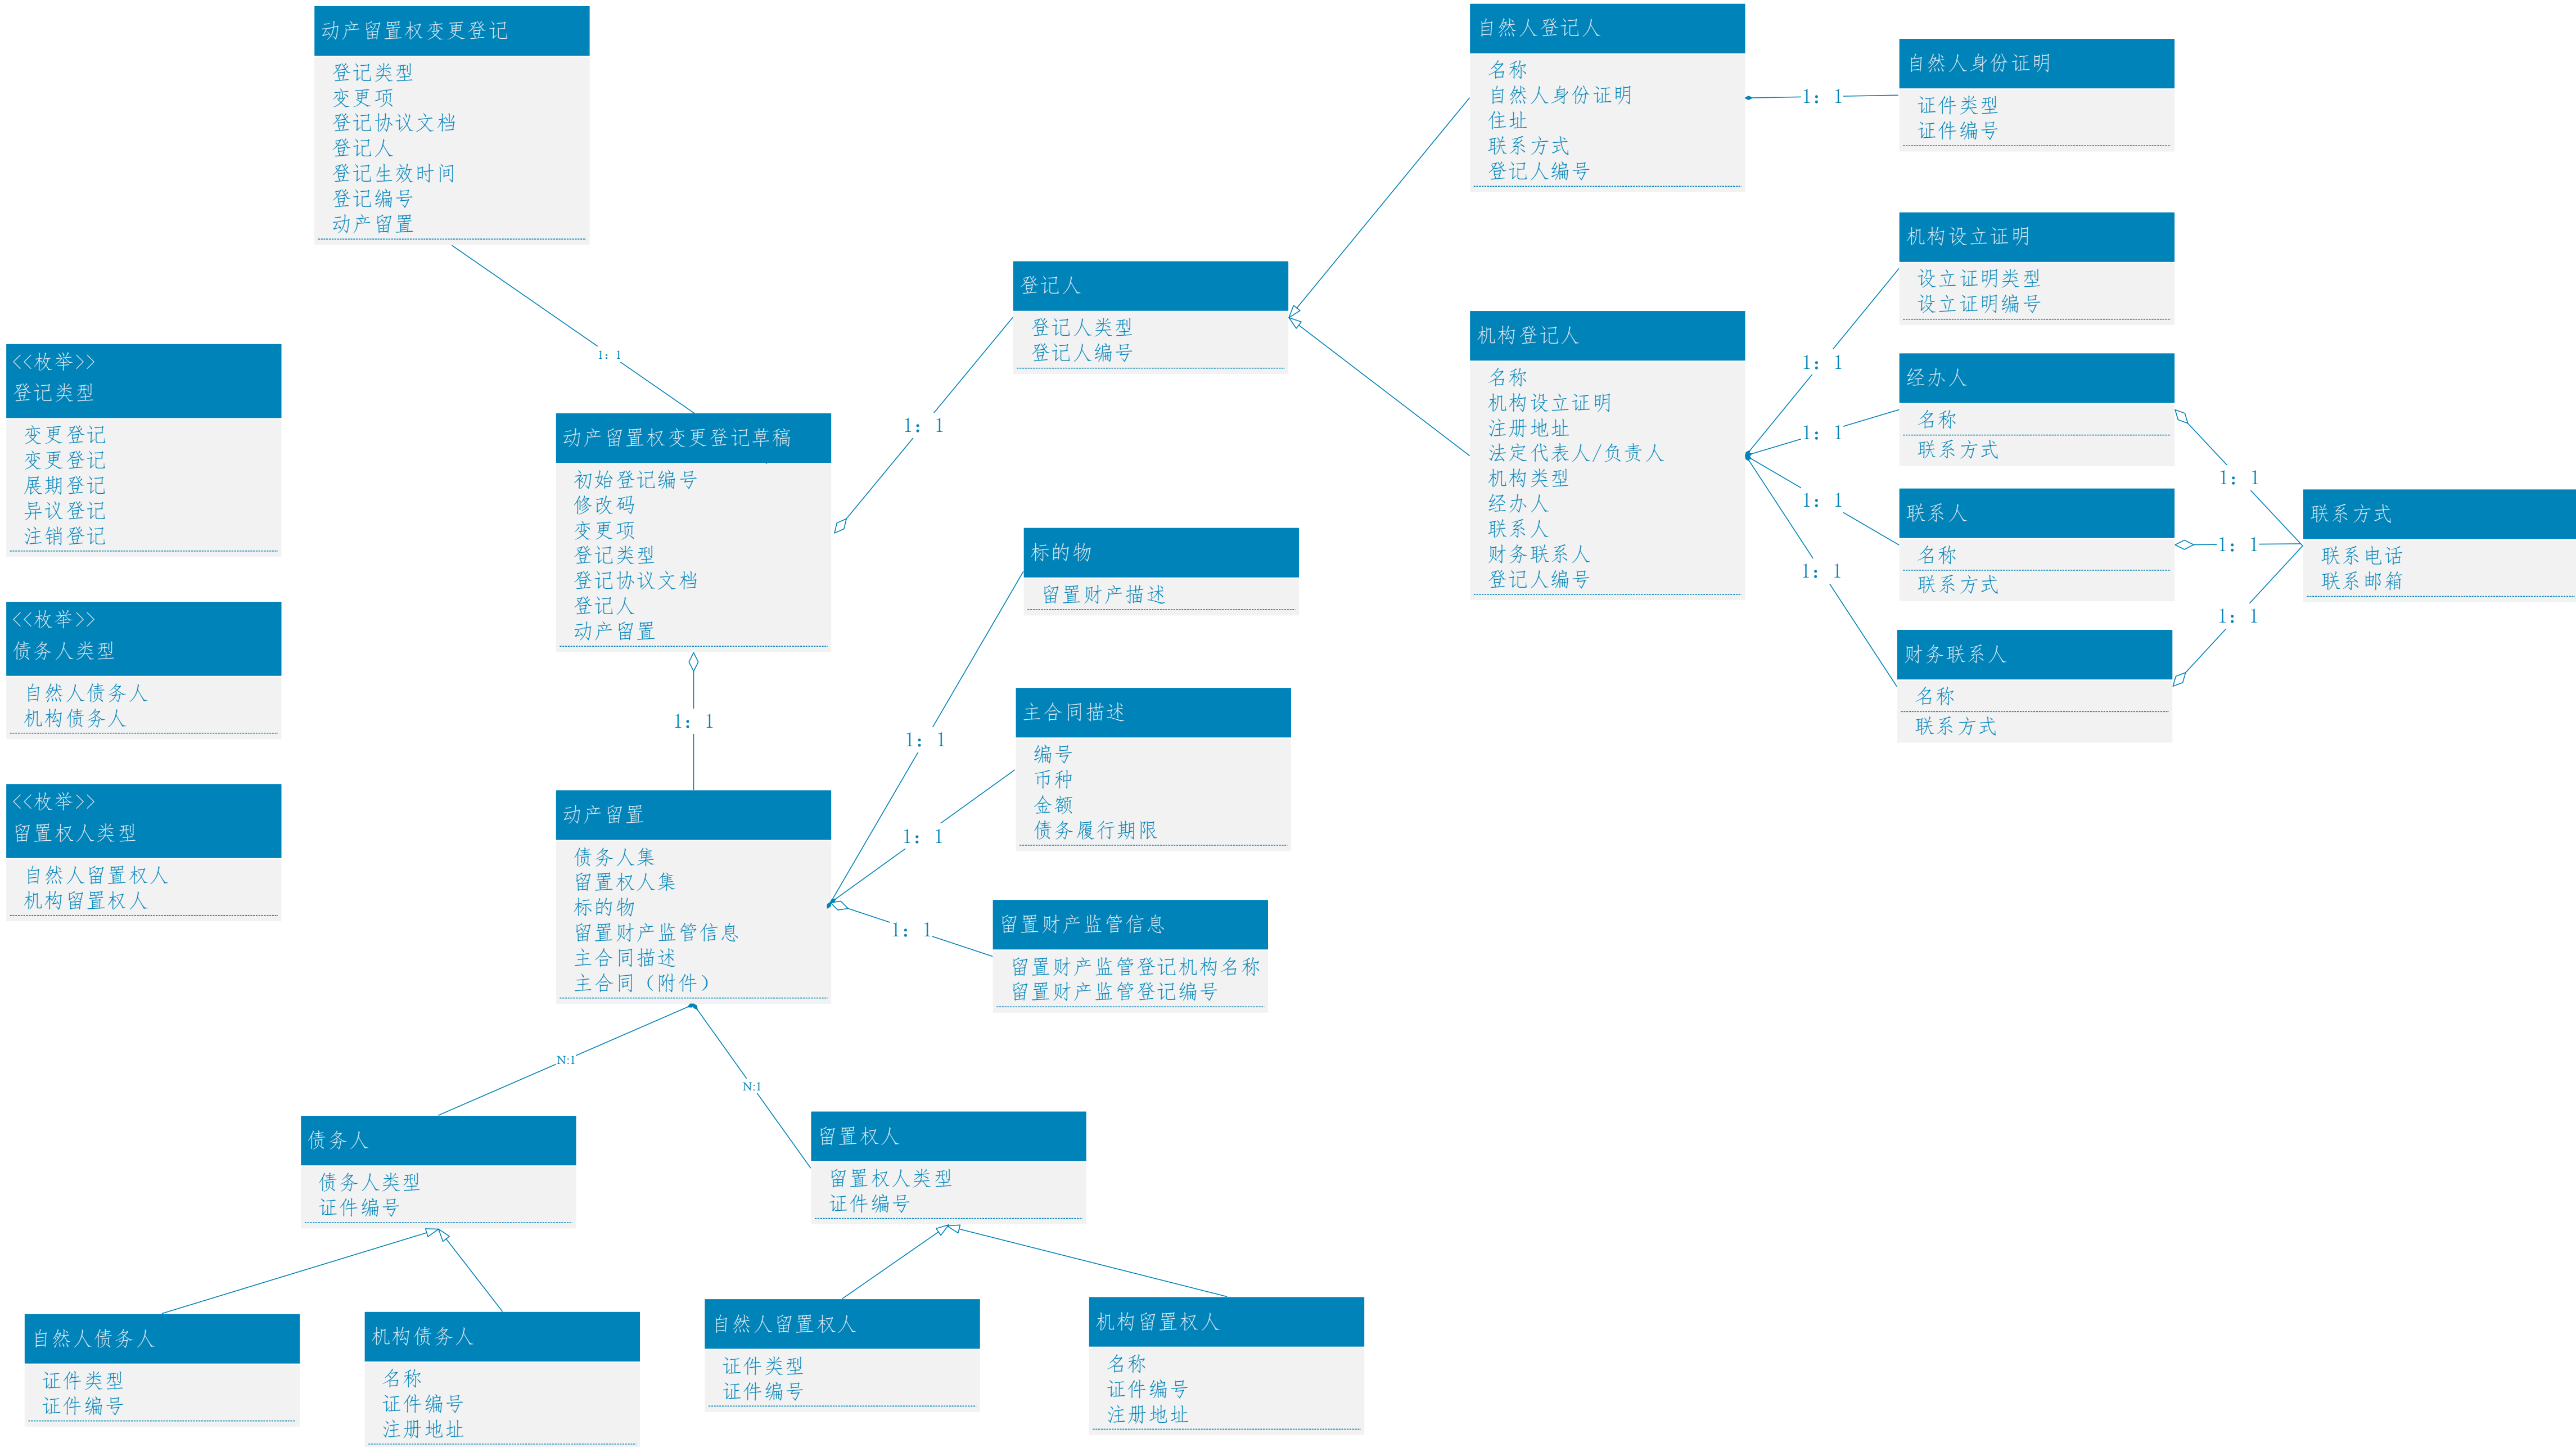 动产留置权变更登记
登记类型
变更项
登记协议文档
登记人
登记生效时间
登记编号
动产留置
1: 1
<<枚举>>
登记类型
变更登记
变更登记
展期登记
异议登记
注销登记
<<枚举>>
债务人类型
自然人债务人
机构债务人
<<枚举>>
留置权人类型
自然人留置权人
机构留置权人
动产留置权变更登记草稿
初始登记编号
修改码
变更项
登记类型
登记协议文档
登记人
动产留置
1: 1
1: 1
登记人
登记人类型
登记人编号
自然人登记人
名称
自然人身份证明
住址
联系方式
登记人编号
1: 1
自然人身份证明
证件类型
证件编号
机构登记人
名称
机构设立证明
注册地址
法定代表人/负责人
机构类型
经办人
联系人
财务联系人
登记人编号
1: 1
1: 1
1: 1
1: 1
机构设立证明
设立证明类型
设立证明编号
经办人
名称
联系方式
联系人
名称
联系方式
财务联系人
名称
联系方式
1: 1
1: 1
1: 1
联系方式
联系电话
联系邮箱
动产留置
债务人集
留置权人集
标的物
留置财产监管信息
主合同描述
主合同（附件）
1: 1
1: 1
1: 1
标的物
留置财产描述
主合同描述
编号
币种
金额
债务履行期限
留置财产监管信息
留置财产监管登记机构名称
留置财产监管登记编号
N:1
N:1
债务人
债务人类型
证件编号
留置权人
留置权人类型
证件编号
自然人债务人
证件类型
证件编号
机构债务人
名称
证件编号
注册地址
自然人留置权人
证件类型
证件编号
机构留置权人
名称
证件编号
注册地址